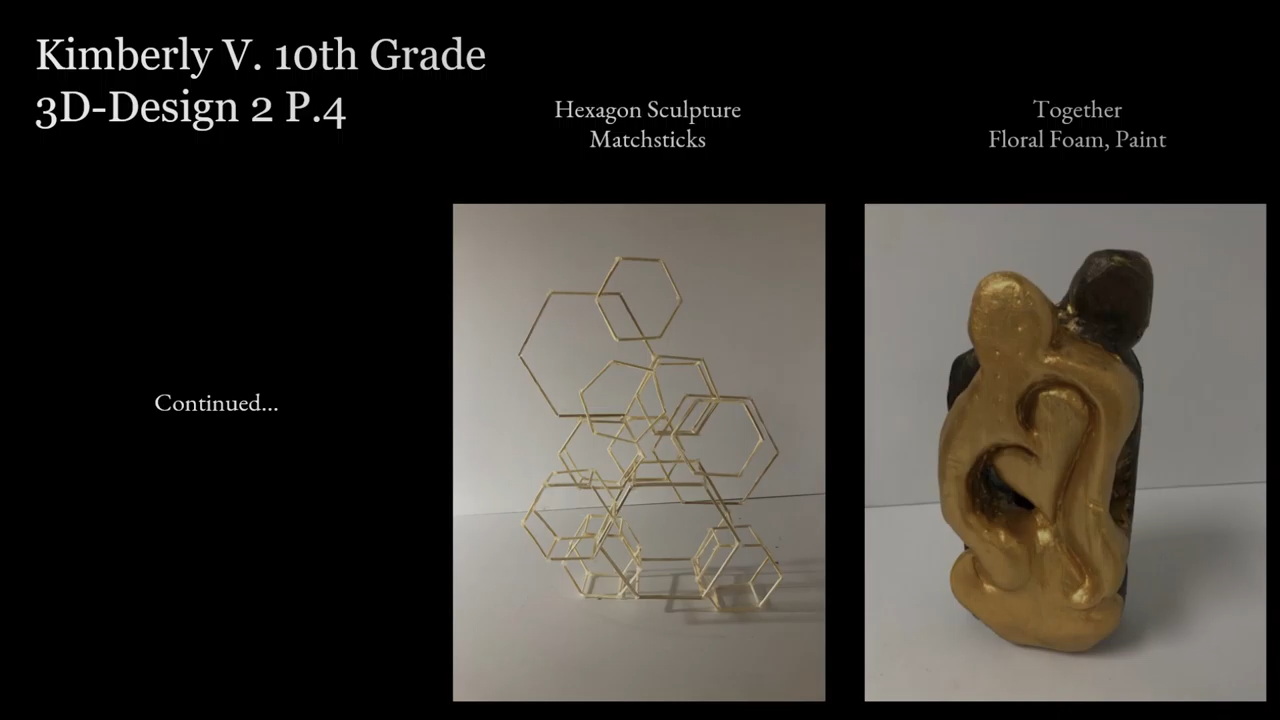 Kimberly V. 10th Grade
3D-Design 2 P.4
Hexagon Sculpture
Matchsticks
Together
Floral Foam, Paint
Continued...